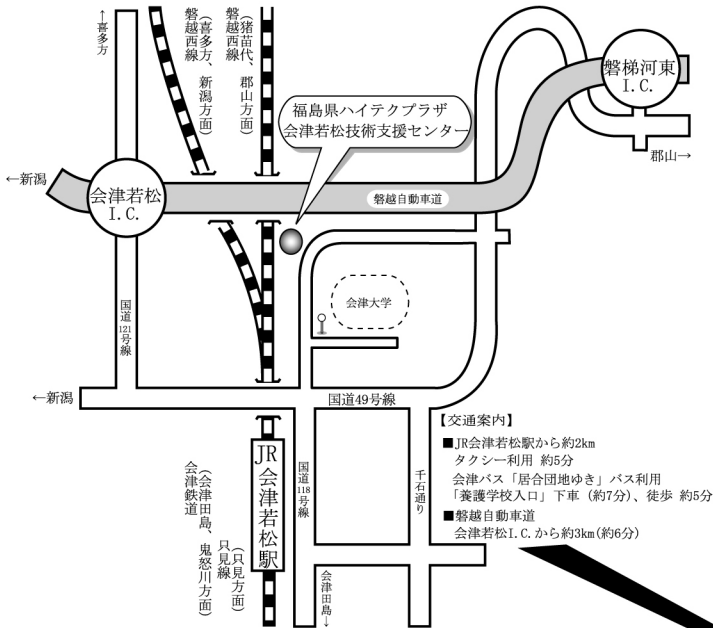 ←喜多方
磐越西線
(喜多方、新潟方面)
磐越西線
(猪苗代、郡山方面)
福島県ハイテクプラザ
会津若松技術支援センター
磐梯河東
I.C.
郡山→
←新潟
会津若松
I.C.
磐越自動車道
会津大学
国道121号線
←新潟
国道49号線
JR会津若松駅
国道118号線
千石通り
会津鉄道
(会津田島、鬼怒川方面)
只見線
(只見方面)
会津田島→
【交通案内】
■JR会津若松駅から約2km
タクシー利用 約5分
会津バス「居合団地ゆき」バス利用
「養護学校入口」下車（約7分）、徒歩 約5分
■磐越自動車道
会津若松I.C.から約3km(約6分)